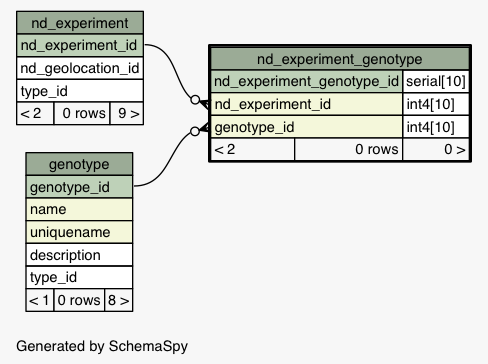 nd_experiment
nd_experiment_id
nd_geolocation_id
type_id
< 2 0 rows 9 >
nd_experiment_genotype
nd_experiment_genotype_id serial[10]
nd_experiment_id int4[10]
genotype_id int4[10]
< 2 0 rows 0 >
genotype
genotype_id
name
uniquename
description
type_id
< 1 0 rows 8 >
Generated by SchemaSpy